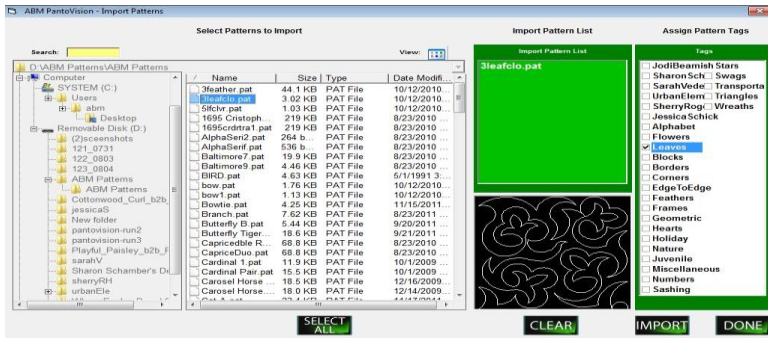 ABM PantoVision - Import Patterns
Select Patterns to Import
Import Pattern List
Assign Pattern Tags
Search:
View:
D:\ABM Patterns\ABM Patterns
Computer
SYSTEM (C:)
Users
abm
Desktop
Removable Disk (D:)
(2)sceenshots
121_0731
122_0803
123_0804
ABM Patterns
ABM Patterns
Cottonwood_Curl_b2b_
jessicaS
New folder
pantovision-run2
pantovision-run3
Playful_Paisley_b2b_F
sarahV
Sharon Schamber's De
sherryRH
urbanEle
Name Size Type Date Modifi...
3feather.pat 44.1 KB PAT File 10/12/2010...
3leafclo.pat 3.02 KB PAT File 10/12/2010...
5lfclvr.pat 1.03 KB PAT File 10/12/2010...
1695 Cristoph... 219 KB PAT File 8/23/2010 ...
1695crdtra1.pat 219 KB PAT File 8/23/2010 ...
AlphaSeri2.pat 264 b... PAT File 8/23/2010 ...
AlphaSerif.pat 536 b... PAT File 8/23/2010 ...
Baltimore7.pat 19.9 KB PAT File 8/23/2010 ...
Baltimore9.pat 4.46 KB PAT File 8/23/2010 ...
BIRD.pat 4.63 KB PAT File 5/1/1991 3:...
bow.pat 1.76 KB PAT File 10/12/2010...
bow1.pat 1.13 KB PAT File 10/12/2010...
Bowtie.pat 4.25 KB PAT File 11/15/2011...
Branch.pat 7.62 KB PAT File 8/23/2011 ...
Butterfly B.pat 5.44 KB PAT File 9/20/2011 ...
Butterfly Tiger... 18.6 KB PAT File 9/21/2011 ...
Capricedble R... 68.8 KB PAT File 8/23/2010 ...
CapriceDuo.pat 68.8 KB PAT File 8/23/2010 ...
Cardinal 1.pat 11.9 KB PAT File 10/1/2009 ...
Cardinal Pair.pat 15.5 KB PAT File 10/1/2009 ...
Carosel Horse ... 18.5 KB PAT File 12/16/2009...
Carosel Horse.... 18.0 KB PAT File 12/14/2009...
Import Pattern List
3leafclo.pat
Tags
JodiBeamish Stars
SharonSch Swags
SarahVede Transporta
UrbanElem Triangles
SherryRog Wreaths
JessicaSchick
Alphabet
Flowers
Leaves
Blocks
Borders
Corners
EdgeToEdge
Feathers
Frames
Geometric
Hearts
Holiday
Nature
Juvenile
Miscellaneous
Numbers
Sashing
SELECT
ALL
CLEAR
IMPORT
DONE